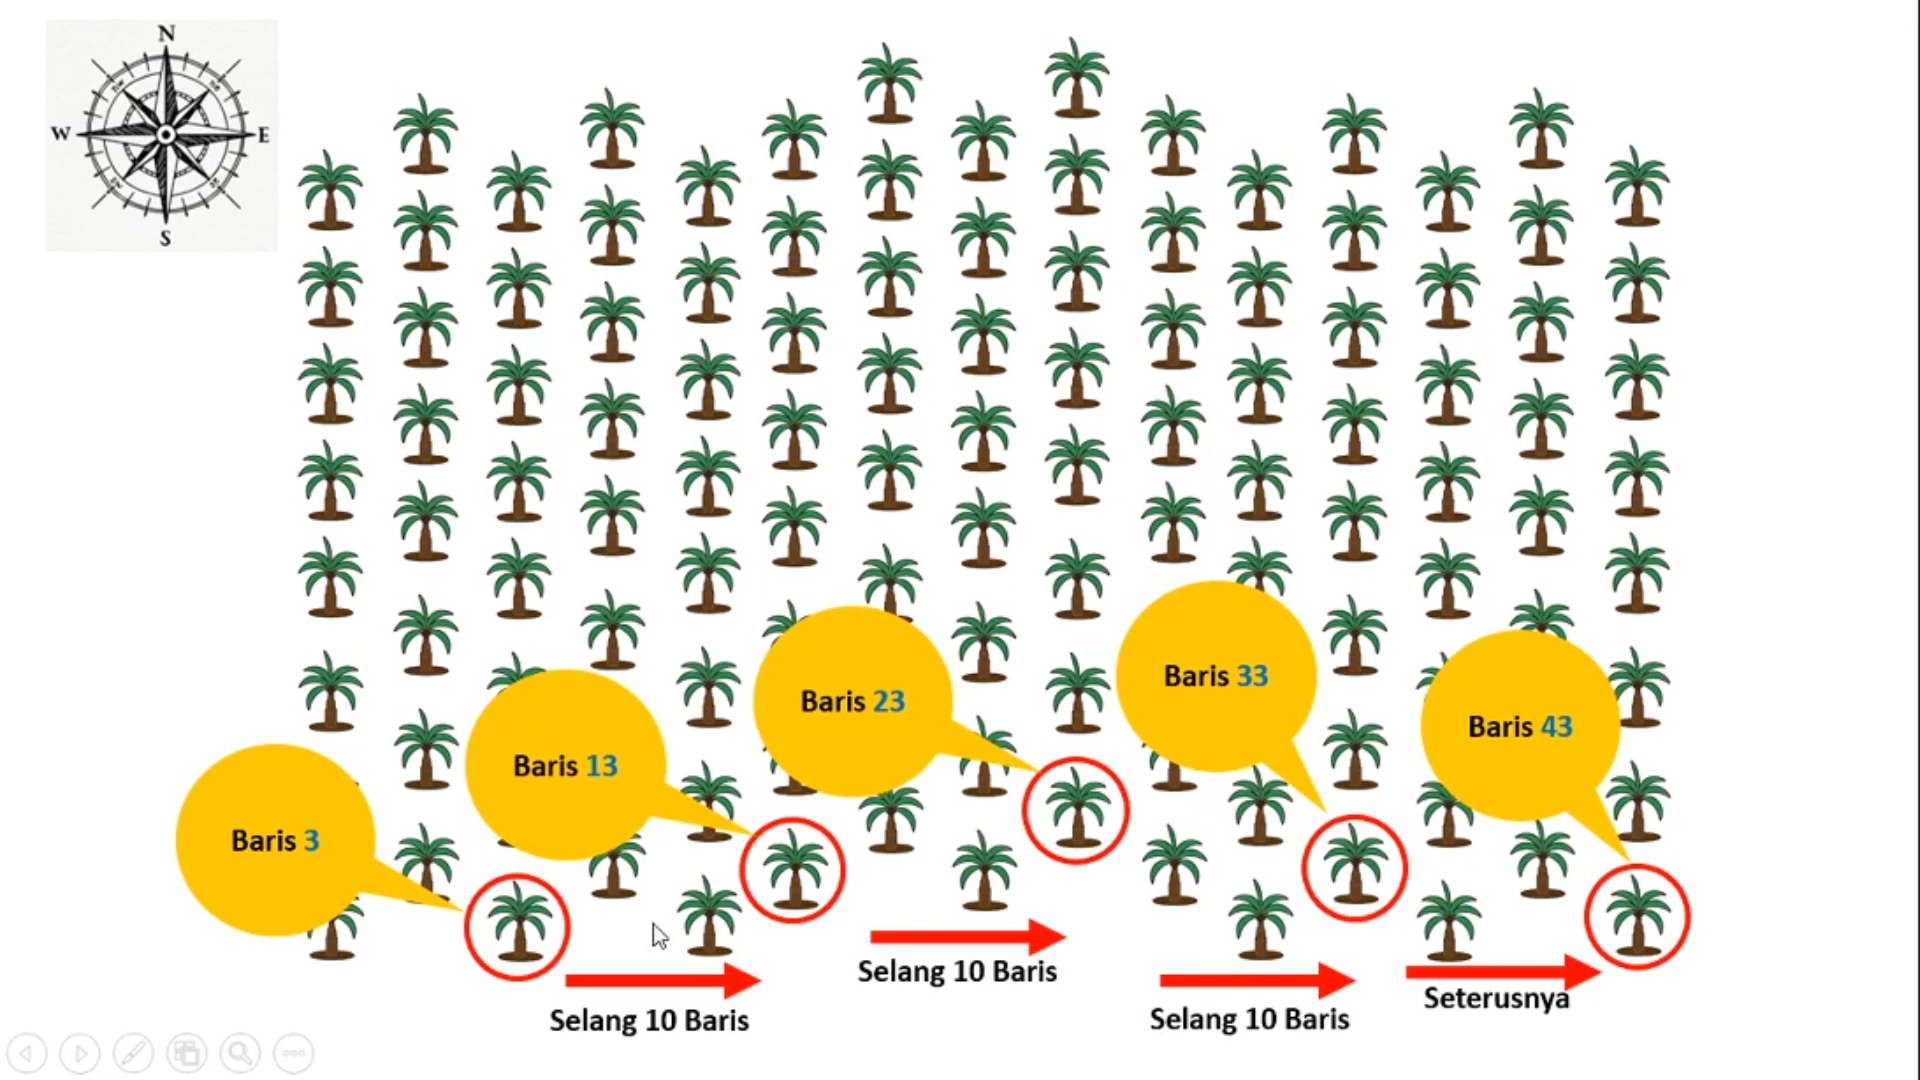 N
W
E
S
Baris 33
Baris 23
Baris 43
Baris 13
Baris 3
Selang 10 Baris
Seterusnya
Selang 10 Baris
Selang 10 Baris